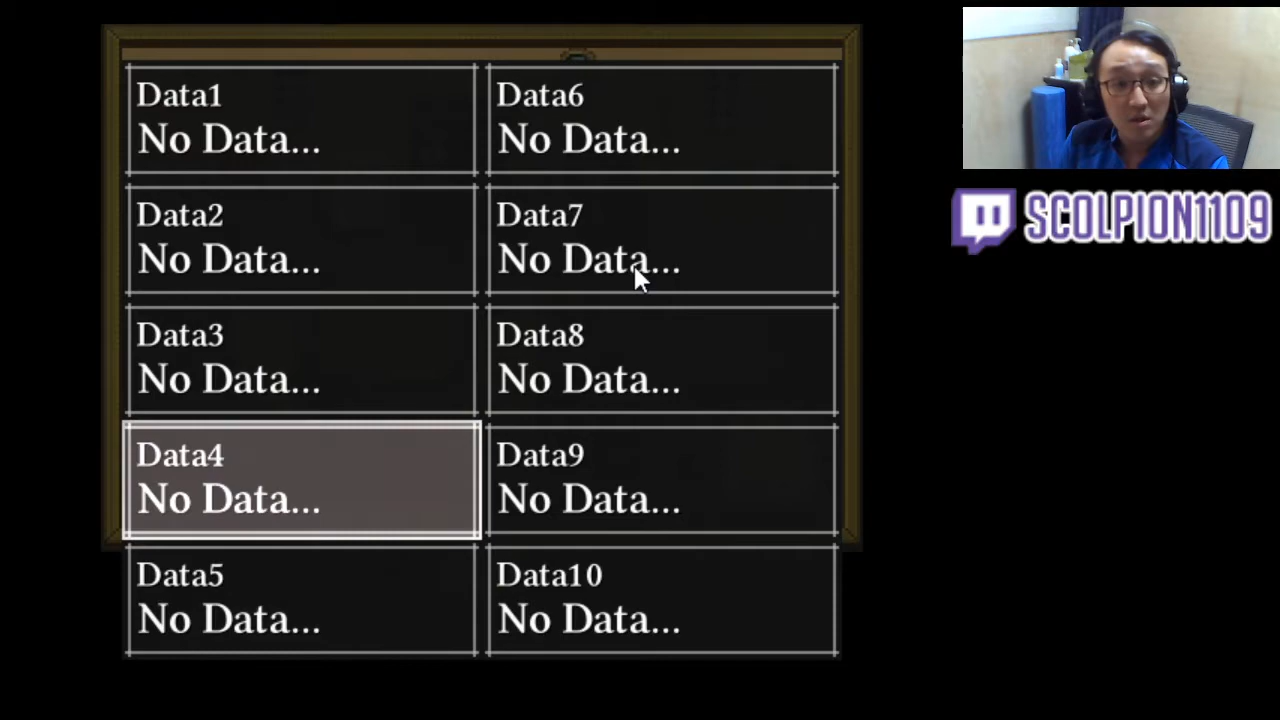 Data1
No Data...
Data2
No Data...
Data3
No Data...
Data4
No Data...
Data5
No Data...
Data6
No Data...
Data7
No Data...
Data8
No Data...
Data9
No Data...
Data10
No Data...
SCOLPION1109